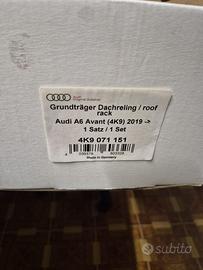 Audi
Grundträger Dachreling / roof
rack
Audi A6 Avant (4K9) 2019 ->
1 Satz / 1 Set
4K9 071 151
Made in Germany
subito